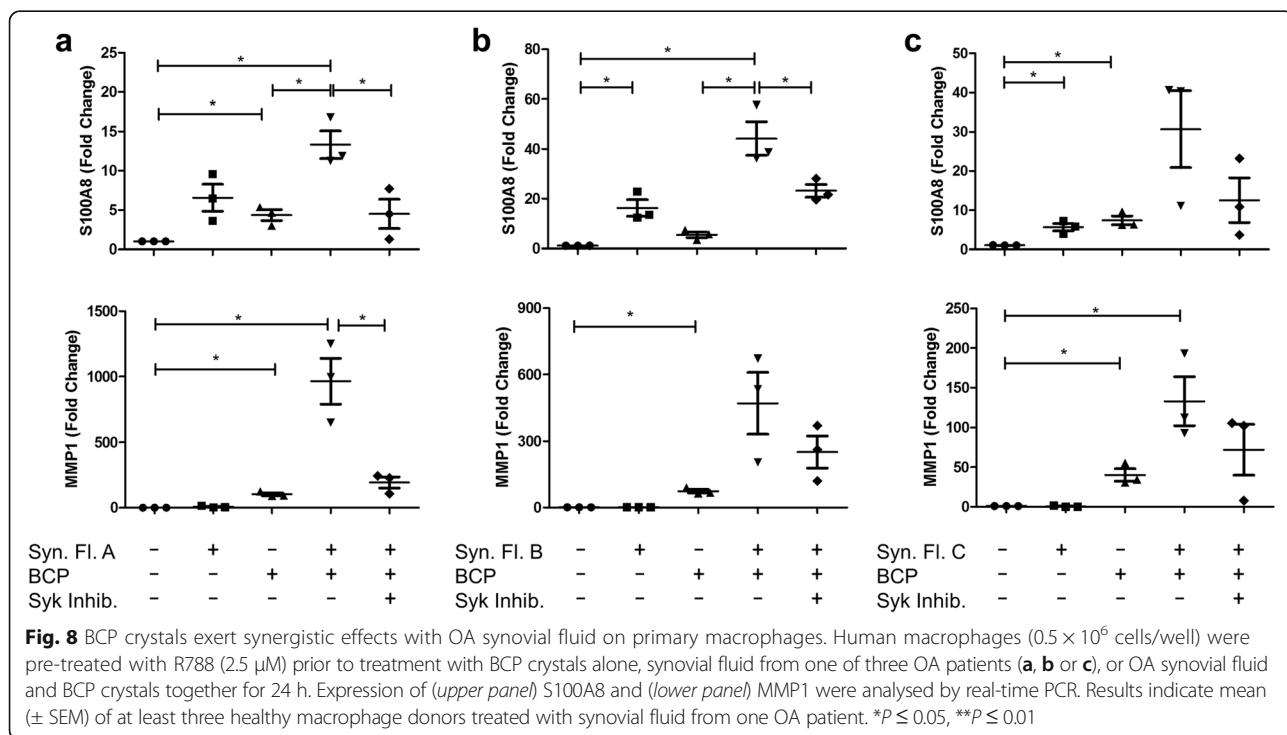 a
b
c
25
20
15
10
5
0
S100A8 (Fold Change)
*
*
*
*
80
60
40
20
0
S100A8 (Fold Change)
*
*
*
*
50
40
30
20
10
0
S100A8 (Fold Change)
*
*
1500
1000
500
0
MMP1 (Fold Change)
*
*
*
900
600
300
0
MMP1 (Fold Change)
*
250
200
150
100
50
0
MMP1 (Fold Change)
*
*
Syn. Fl. A – + – + +
BCP – – + + +
Syk Inhib. – – – – +
Syn. Fl. B – + – + +
BCP – – + + +
Syk Inhib. – – – – +
Syn. Fl. C – + – + +
BCP – – + + +
Syk Inhib. – – – – +
Fig. 8 BCP crystals exert synergistic effects with OA synovial fluid on primary macrophages. Human macrophages (0.5 × 10⁶ cells/well) were
pre-treated with R788 (2.5 μM) prior to treatment with BCP crystals alone, synovial fluid from one of three OA patients (a, b or c), or OA synovial fluid
and BCP crystals together for 24 h. Expression of (upper panel) S100A8 and (lower panel) MMP1 were analysed by real-time PCR. Results indicate mean
(± SEM) of at least three healthy macrophage donors treated with synovial fluid from one OA patient. *P ≤ 0.05, **P ≤ 0.01